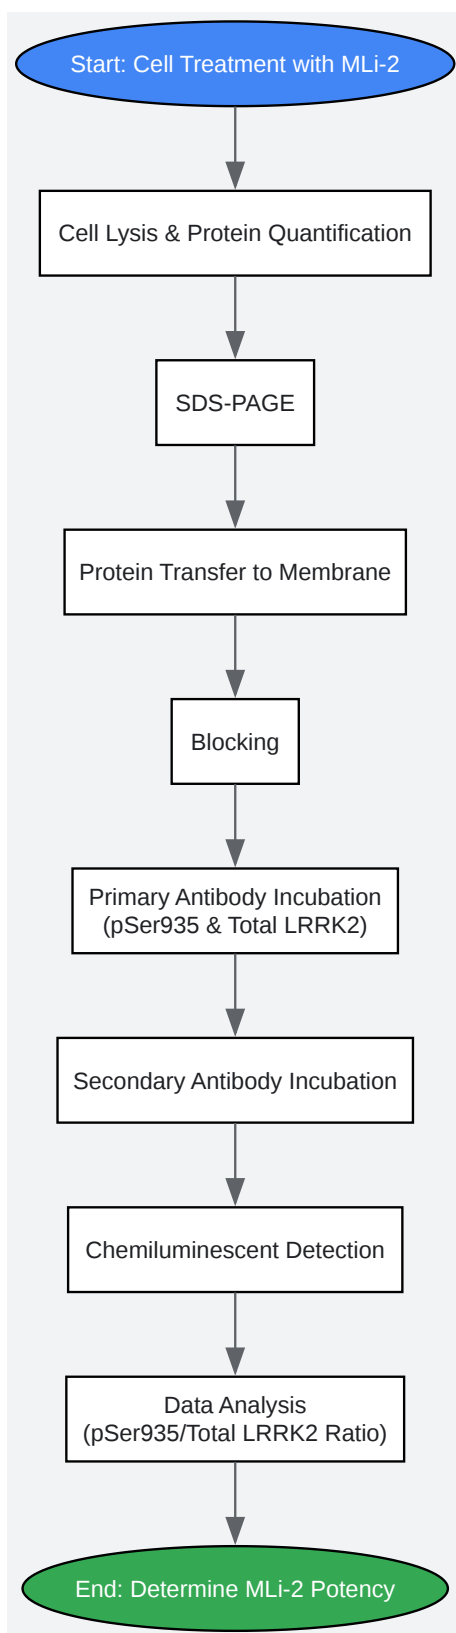 Start: Cell Treatment with MLi-2
Cell Lysis & Protein Quantification
SDS-PAGE
Protein Transfer to Membrane
Blocking
Primary Antibody Incubation
(pSer935 & Total LRRK2)
Secondary Antibody Incubation
Chemiluminescent Detection
Data Analysis
(pSer935/Total LRRK2 Ratio)
End: Determine MLi-2 Potency